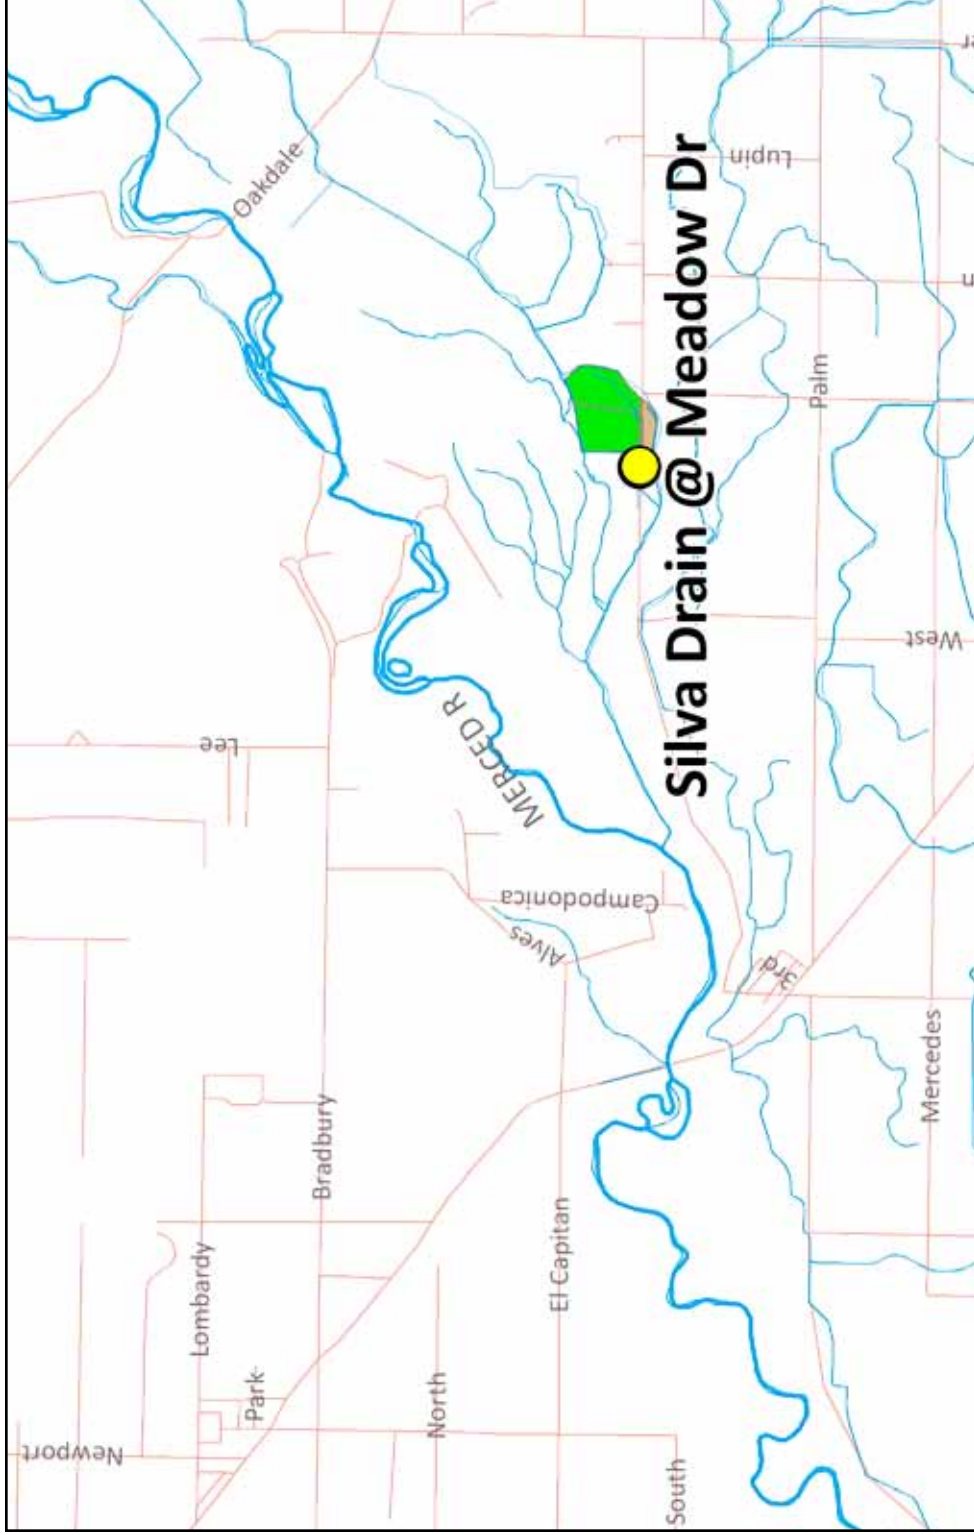 Oakdale
Lupin
Silva Drain @ Meadow Dr
Palm
West
Lee
MERCED R
Campodonica
Alves
3rd
Mercedes
Bradbury
El Capitan
Lombardy
Park
North
Newport
South